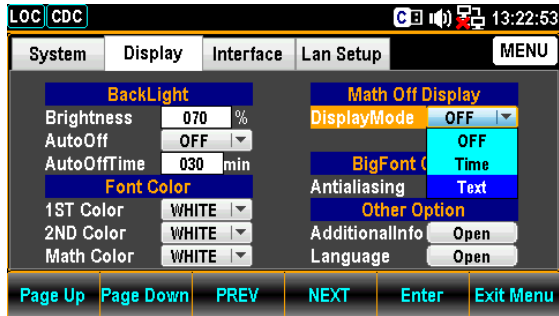 LOC CDC C 13:22:53
System Display Interface Lan Setup MENU
BackLight
Brightness 070 %
AutoOff OFF
AutoOffTime 030 min
Font Color
1ST Color WHITE
2ND Color WHITE
Math Color WHITE
Math Off Display
DisplayMode OFF
OFF
Time
Text
BigFont
Antialiasing
Other Option
AdditionalInfo Open
Language Open
Page Up Page Down PREV NEXT Enter Exit Menu